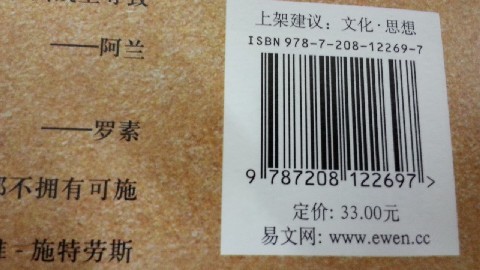 ——阿兰
——罗素
不拥有可施
-施特劳斯
上架建议：文化·思想
ISBN 978-7-208-12269-7
9 787208 122697 >
定价: 33.00元
易文网: www.ewen.cc